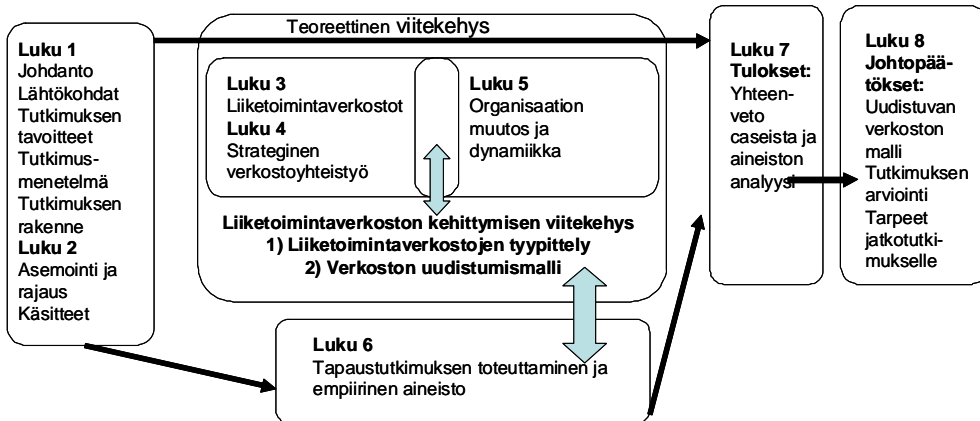 Luku 1
Johdanto
Lähtökohdat
Tutkimuksen
tavoitteet
Tutkimus-
menetelmä
Tutkimuksen
rakenne
Luku 2
Asemointi ja
rajaus
Käsitteet
Teoreettinen viitekehys
Luku 3
Liiketoimintaverkostot
Luku 4
Strateginen
verkostoyhteistyö
Luku 5
Organisaation
muutos ja
dynamiikka
Liiketoimintaverkoston kehittymisen viitekehys
1) Liiketoimintaverkostojen tyypittely
2) Verkoston uudistumismalli
Luku 6
Tapaustutkimuksen toteuttaminen ja
empiirinen aineisto
Luku 7
Tulokset:
Yhteen-
veto
caseista ja
aineiston
analyysi
Luku 8
Johtopää-
tökset:
Uudistuvan
verkoston
malli
Tutkimuksen
arviointi
Tarpeet
jatkotutki-
mukselle